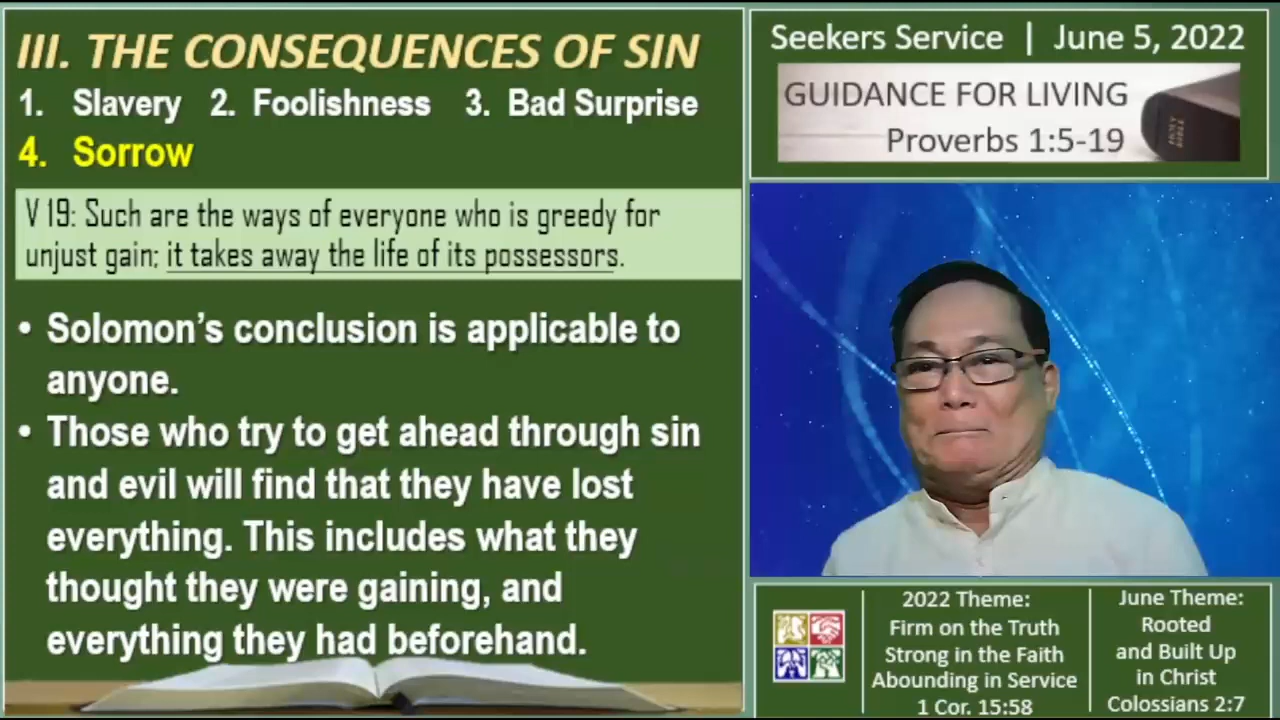 III. THE CONSEQUENCES OF SIN
1. Slavery 2. Foolishness 3. Bad Surprise
4. Sorrow
V 19: Such are the ways of everyone who is greedy for
unjust gain; it takes away the life of its possessors.
• Solomon's conclusion is applicable to
anyone.
• Those who try to get ahead through sin
and evil will find that they have lost
everything. This includes what they
thought they were gaining, and
everything they had beforehand.
Seekers Service | June 5, 2022
GUIDANCE FOR LIVING
Proverbs 1:5-19
HOLY
BIBLE
2022 Theme:
Firm on the Truth
Strong in the Faith
Abounding in Service
1 Cor. 15:58
June Theme:
Rooted
and Built Up
in Christ
Colossians 2:7